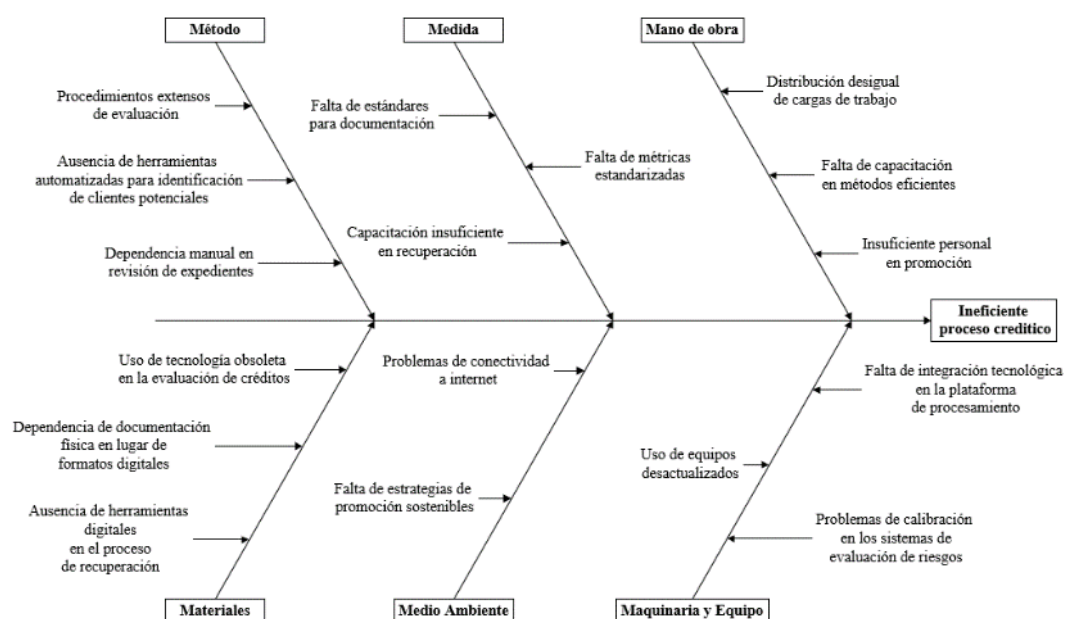 Método
Medida
Mano de obra
Procedimientos extensos
de evaluación
Ausencia de herramientas
automatizadas para identificación
de clientes potenciales
Dependencia manual en
revisión de expedientes
Falta de estándares
para documentación
Falta de métricas
estandarizadas
Capacitación insuficiente
en recuperación
Distribución desigual
de cargas de trabajo
Falta de capacitación
en métodos eficientes
Insuficiente personal
en promoción
Ineficiente
proceso creditico
Uso de tecnología obsoleta
en la evaluación de créditos
Dependencia de documentación
física en lugar de
formatos digitales
Ausencia de herramientas
digitales
en el proceso
de recuperación
Problemas de conectividad
a internet
Falta de estrategias de
promoción sostenibles
Falta de integración tecnológica
en la plataforma
de procesamiento
Uso de equipos
desactualizados
Problemas de calibración
en los sistemas de
evaluación de riesgos
Materiales
Medio Ambiente
Maquinaria y Equipo